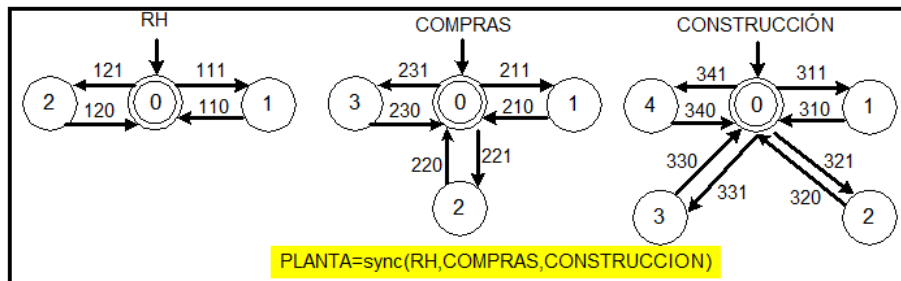 RH COMPRAS CONSTRUCCIÓN
121 111 231 211 341 311
2 0 1 3 0 1 4 0 1
120 110 230 210 340 310
220 221 330 321
331 320
2 3 2
PLANTA=sync(RH,COMPRAS,CONSTRUCCION)